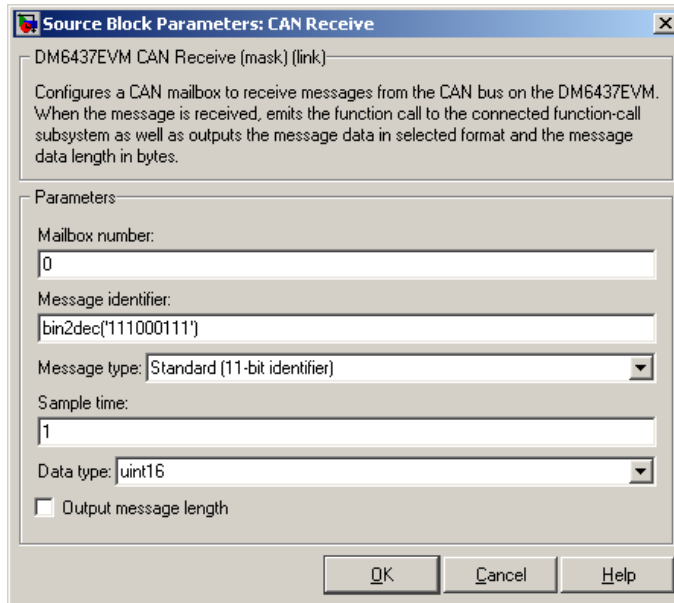 Source Block Parameters: CAN Receive
DM6437EVM CAN Receive (mask) (link)
Configures a CAN mailbox to receive messages from the CAN bus on the DM6437EVM.
When the message is received, emits the function call to the connected function-call
subsystem as well as outputs the message data in selected format and the message
data length in bytes.
Parameters
Mailbox number:
0
Message identifier:
bin2dec('111000111')
Message type: Standard (11-bit identifier)
Sample time:
1
Data type: uint16
Output message length
OK Cancel Help